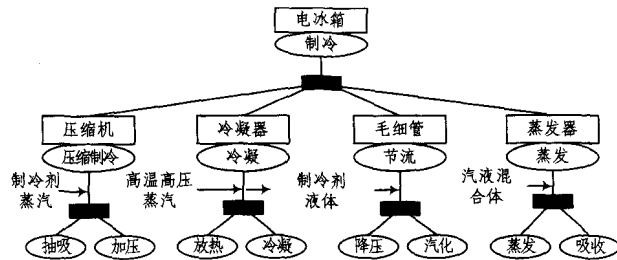 电冰箱
制冷
压缩机
冷凝器
毛细管
蒸发器
压缩制冷
冷凝
节流
蒸发
制冷剂
蒸汽
高温高压
蒸汽
制冷剂
液体
汽液混
合体
抽吸
加压
放热
冷凝
降压
汽化
蒸发
吸收